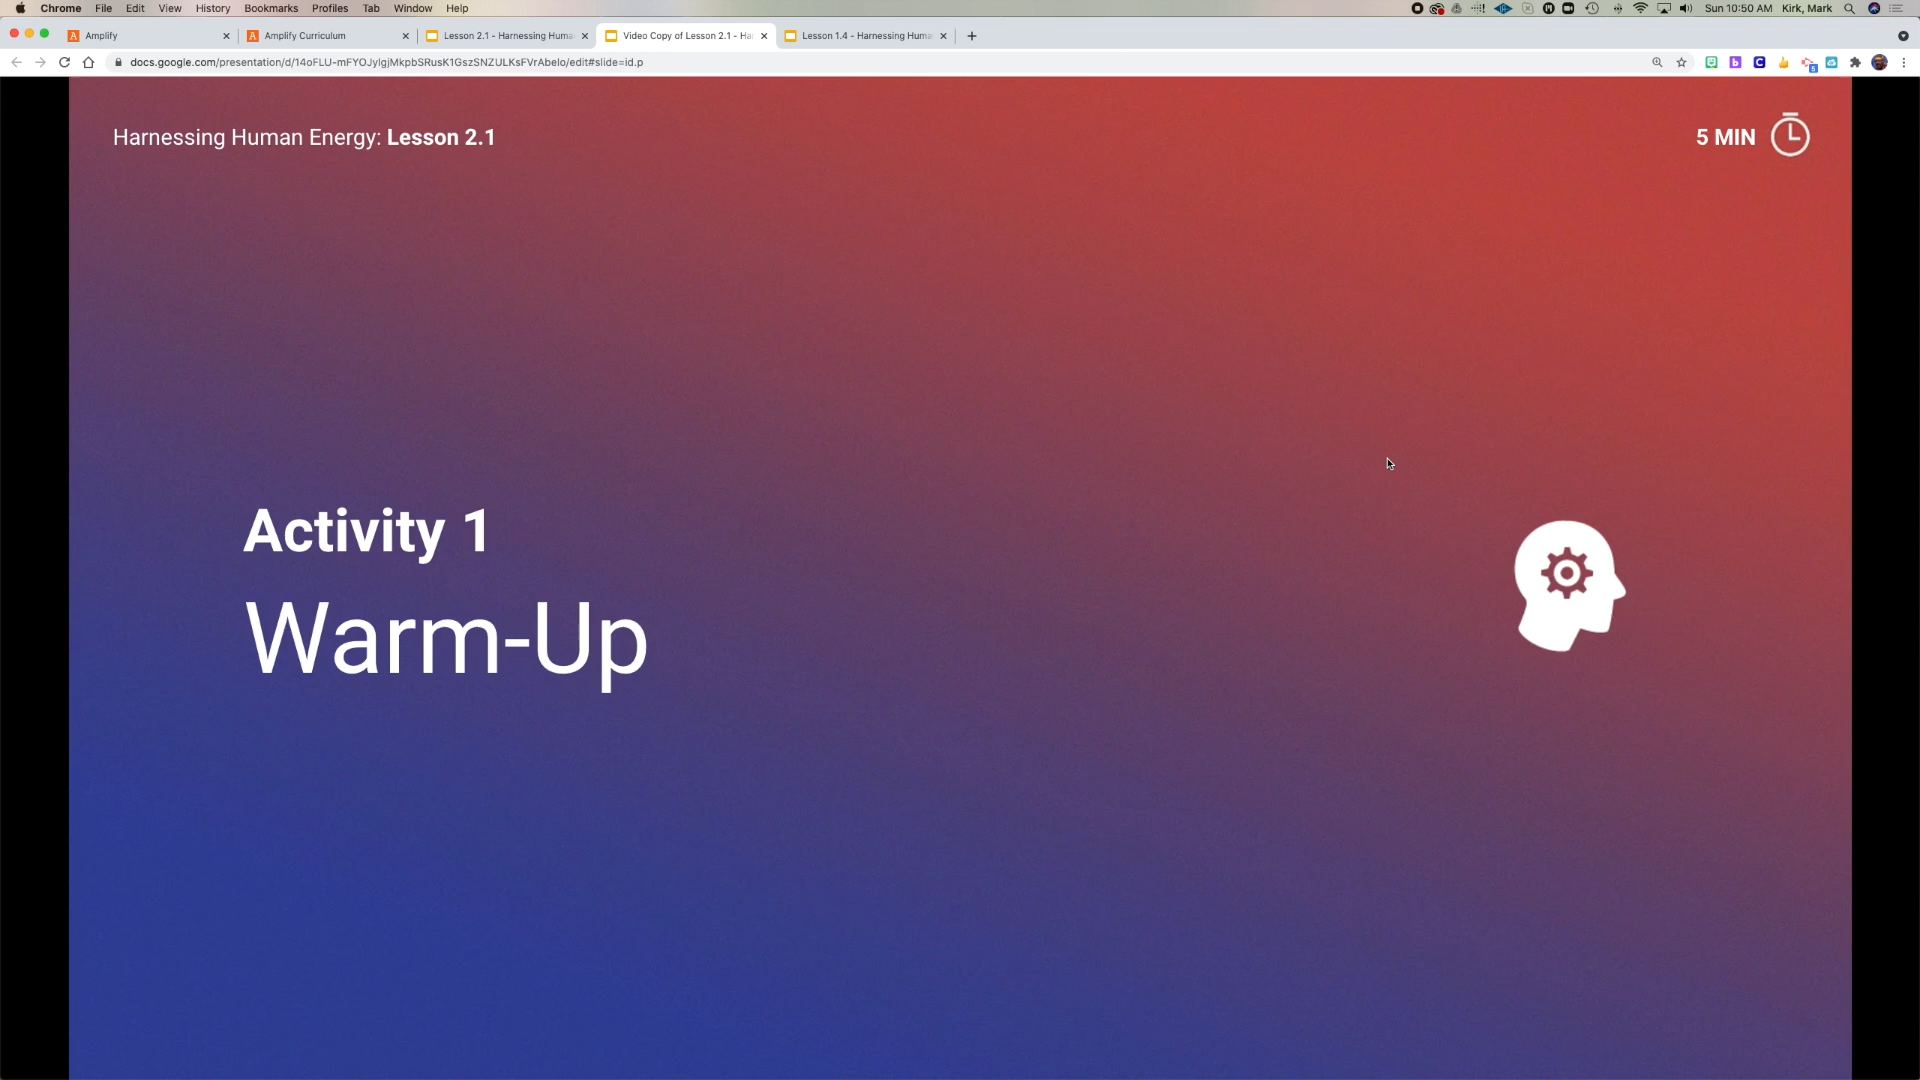 Chrome File Edit View History Bookmarks Profiles Tab Window Help Sun 10:50 AM Kirk, Mark
Amplify Amplify Curriculum Lesson 2.1 - Harnessing Huma Video Copy of Lesson 2.1 - Ha Lesson 1.4 - Harnessing Huma
docs.google.com/presentation/d/14oFLU-mFYOJylgjMkpbSRusK1GszSNZULKsFVrAbelo/edit#slide=id.p
Harnessing Human Energy: Lesson 2.1
5 MIN
Activity 1
Warm-Up